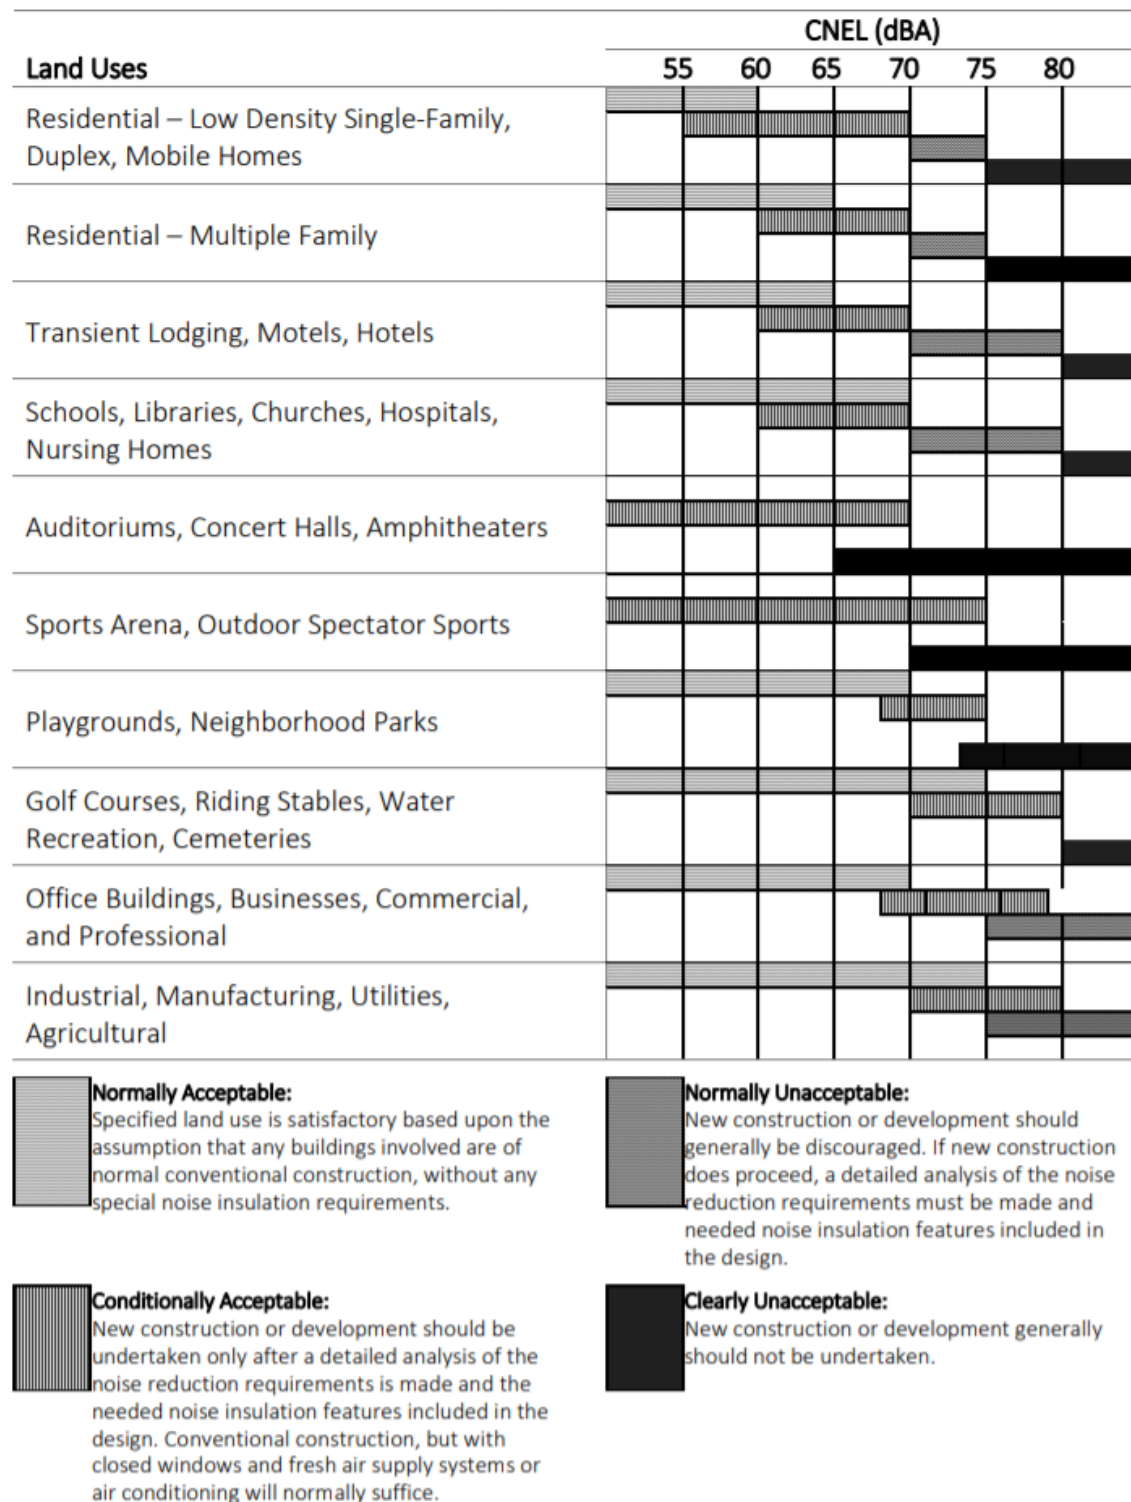 CNEL (dBA)
Land Uses 55 60 65 70 75 80
Residential – Low Density Single-Family,
Duplex, Mobile Homes
Residential – Multiple Family
Transient Lodging, Motels, Hotels
Schools, Libraries, Churches, Hospitals,
Nursing Homes
Auditoriums, Concert Halls, Amphitheaters
Sports Arena, Outdoor Spectator Sports
Playgrounds, Neighborhood Parks
Golf Courses, Riding Stables, Water
Recreation, Cemeteries
Office Buildings, Businesses, Commercial,
and Professional
Industrial, Manufacturing, Utilities,
Agricultural
Normally Acceptable:
Specified land use is satisfactory based upon the
assumption that any buildings involved are of
normal conventional construction, without any
special noise insulation requirements.
Normally Unacceptable:
New construction or development should
generally be discouraged. If new construction
does proceed, a detailed analysis of the noise
reduction requirements must be made and
needed noise insulation features included in
the design.
Conditionally Acceptable:
New construction or development should be
undertaken only after a detailed analysis of the
noise reduction requirements is made and the
needed noise insulation features included in the
design. Conventional construction, but with
closed windows and fresh air supply systems or
air conditioning will normally suffice.
Clearly Unacceptable:
New construction or development generally
should not be undertaken.